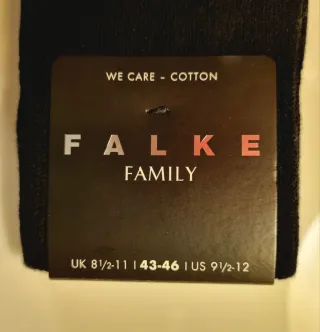 WE CARE - COTTON
FALKE
FAMILY
UK 8½-11 | 43-46 | US 9½-12